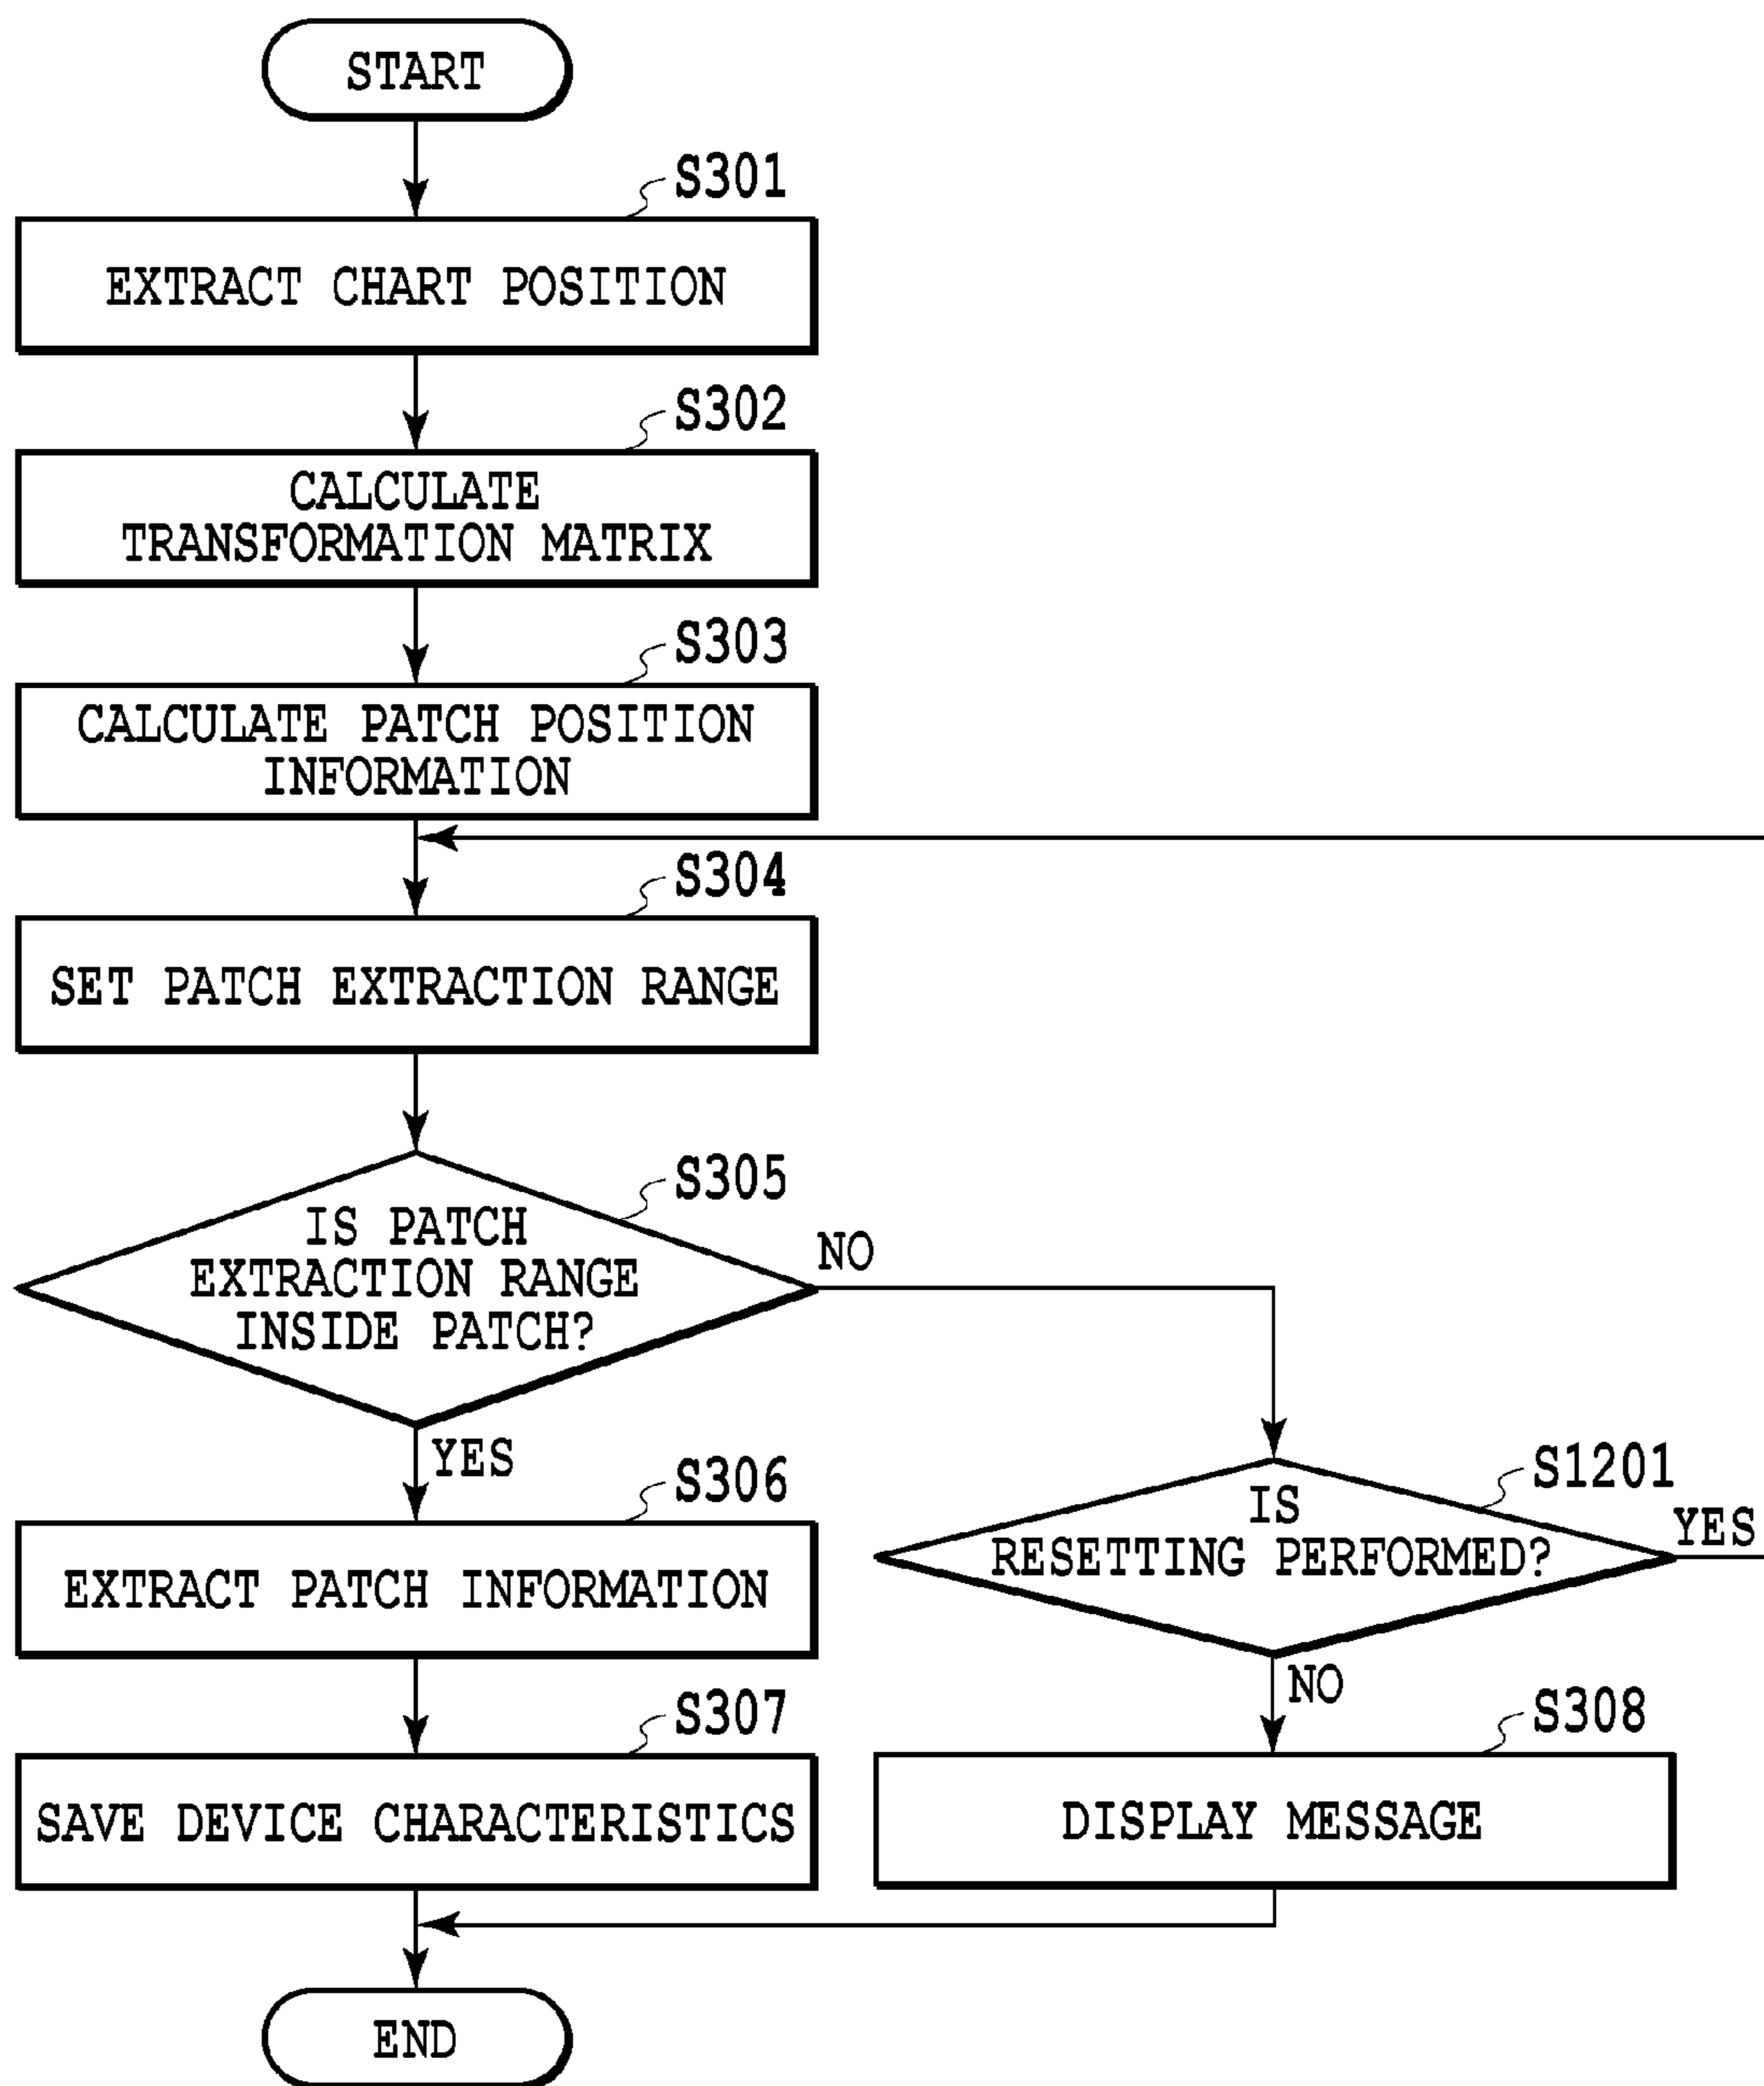 START
S301
EXTRACT CHART POSITION
S302
CALCULATE
TRANSFORMATION MATRIX
S303
CALCULATE PATCH POSITION
INFORMATION
S304
SET PATCH EXTRACTION RANGE
S305
IS PATCH
EXTRACTION RANGE
INSIDE PATCH?
NO
YES
S306
EXTRACT PATCH INFORMATION
S307
SAVE DEVICE CHARACTERISTICS
S1201
IS
RESETTING PERFORMED?
YES
NO
S308
DISPLAY MESSAGE
END